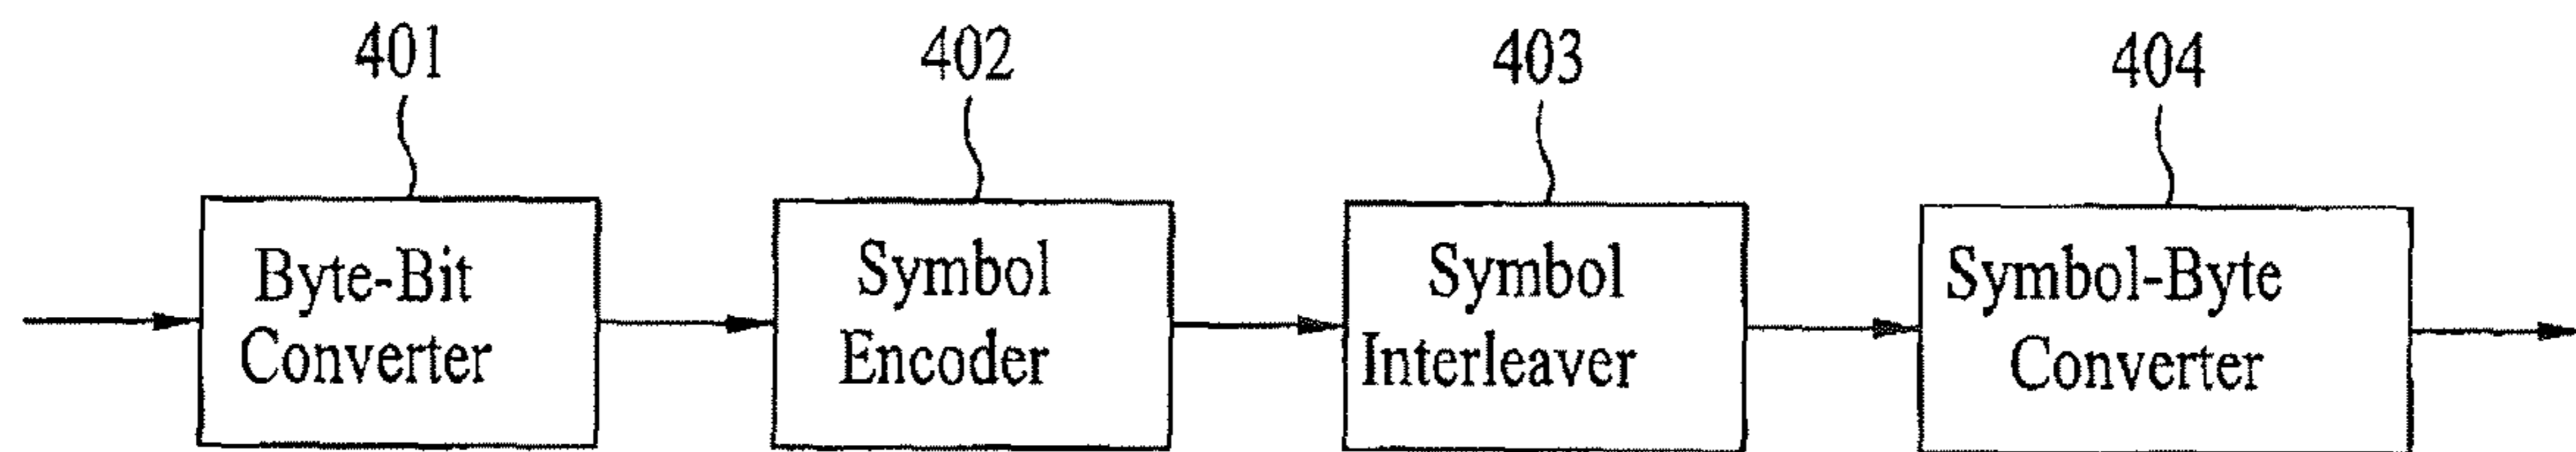 401
402
403
404
Byte-Bit
Converter
Symbol
Encoder
Symbol
Interleaver
Symbol-Byte
Converter